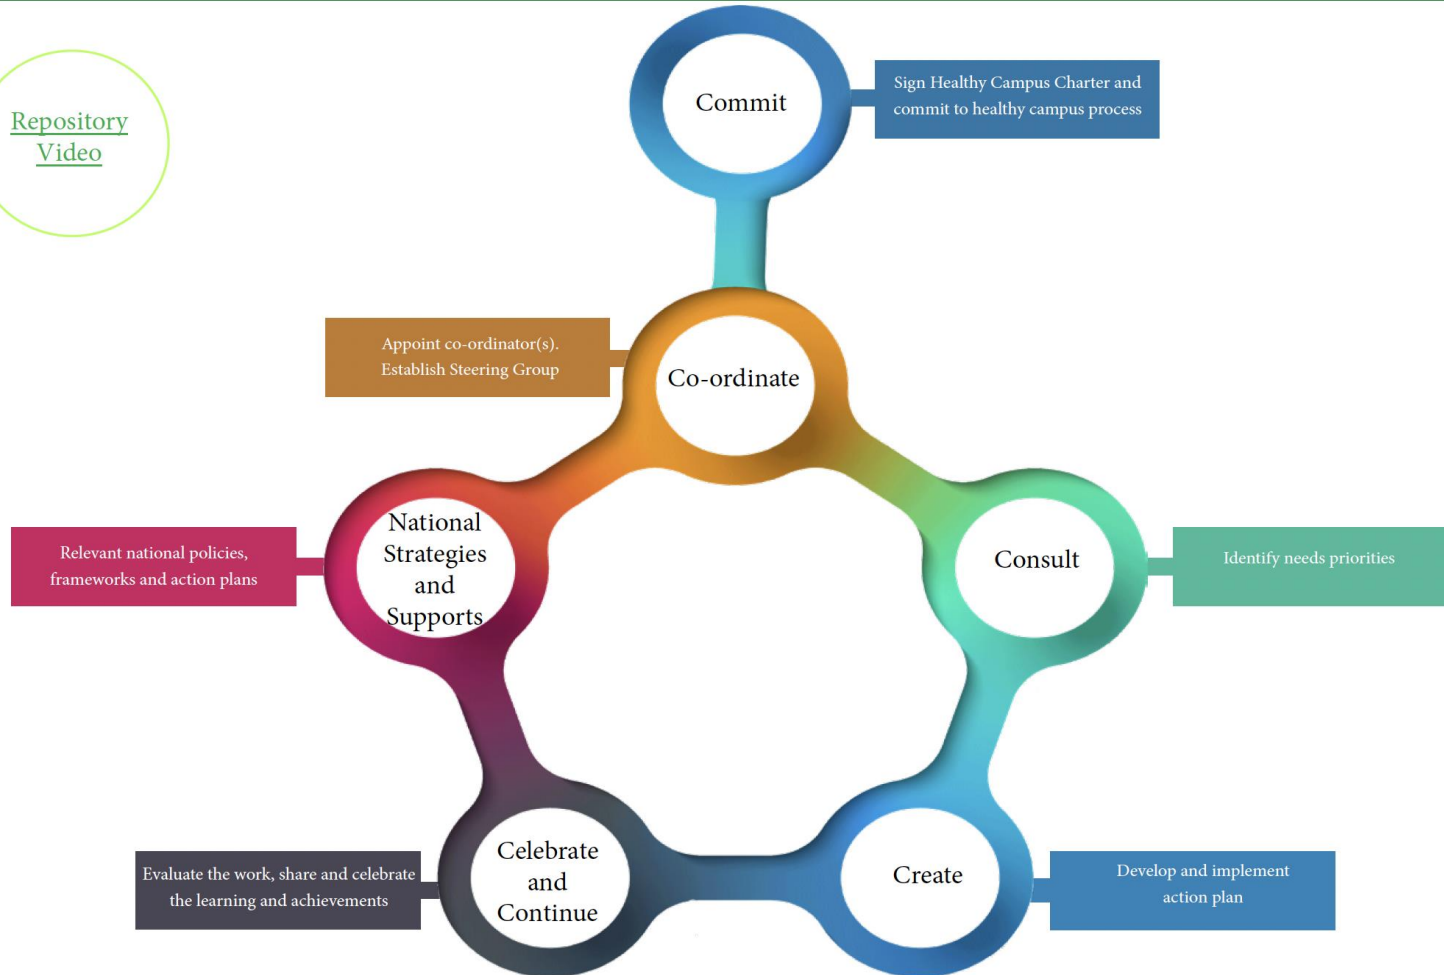 Repository
Video
Commit
Sign Healthy Campus Charter and
commit to healthy campus process
Appoint co-ordinator(s).
Establish Steering Group
Co-ordinate
National
Strategies
and
Supports
Relevant national policies,
frameworks and action plans
Consult
Identify needs priorities
Celebrate
and
Continue
Evaluate the work, share and celebrate
the learning and achievements
Create
Develop and implement
action plan